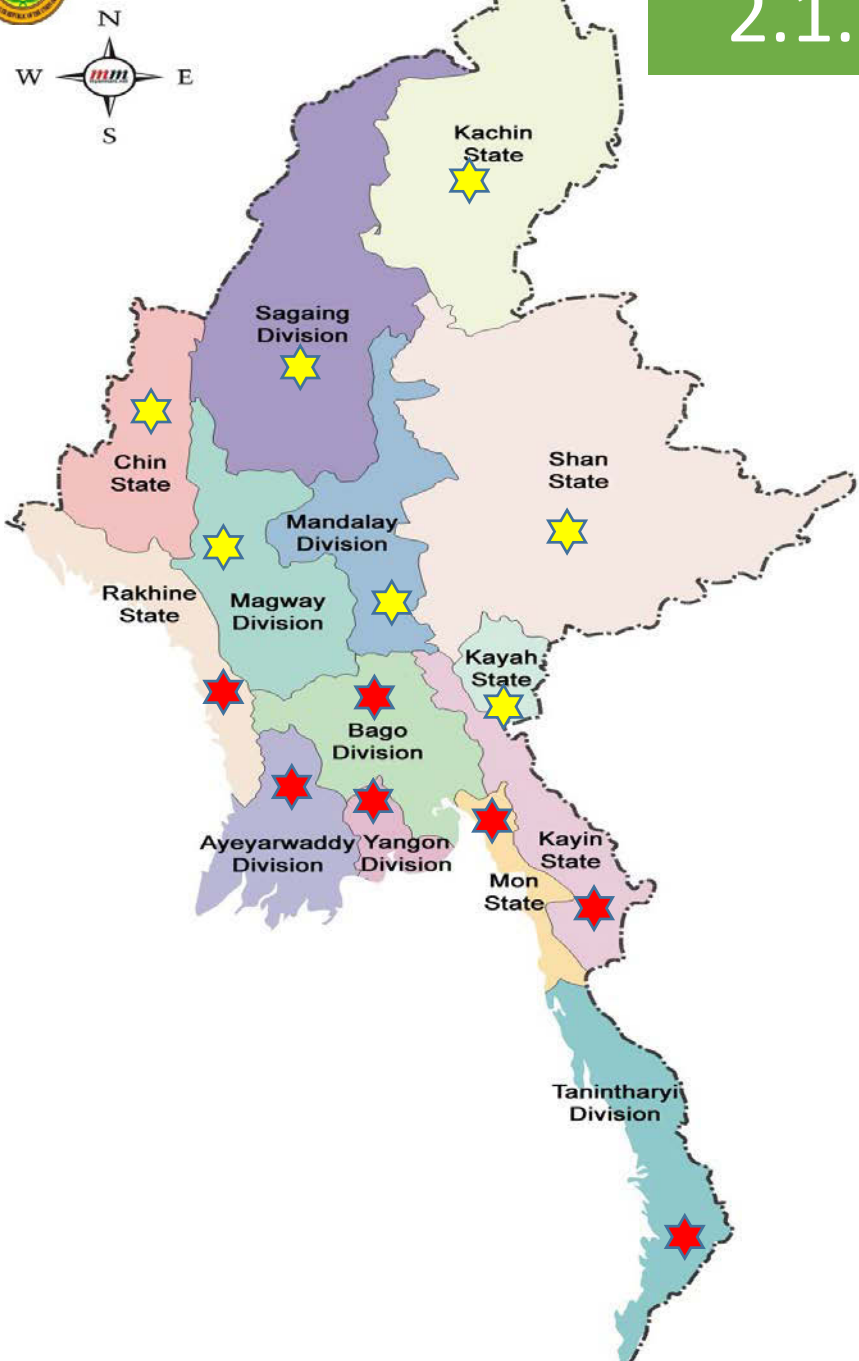 2.1.
N
W
mm
E
S
Kachin
State
Sagaing
Division
Chin
State
Shan
State
Mandalay
Division
Rakhine
State
Magway
Division
Kayah
State
Bago
Division
Ayeyarwaddy
Division
Yangon
Division
Kayin
State
Mon
State
Tanintharyi
Division